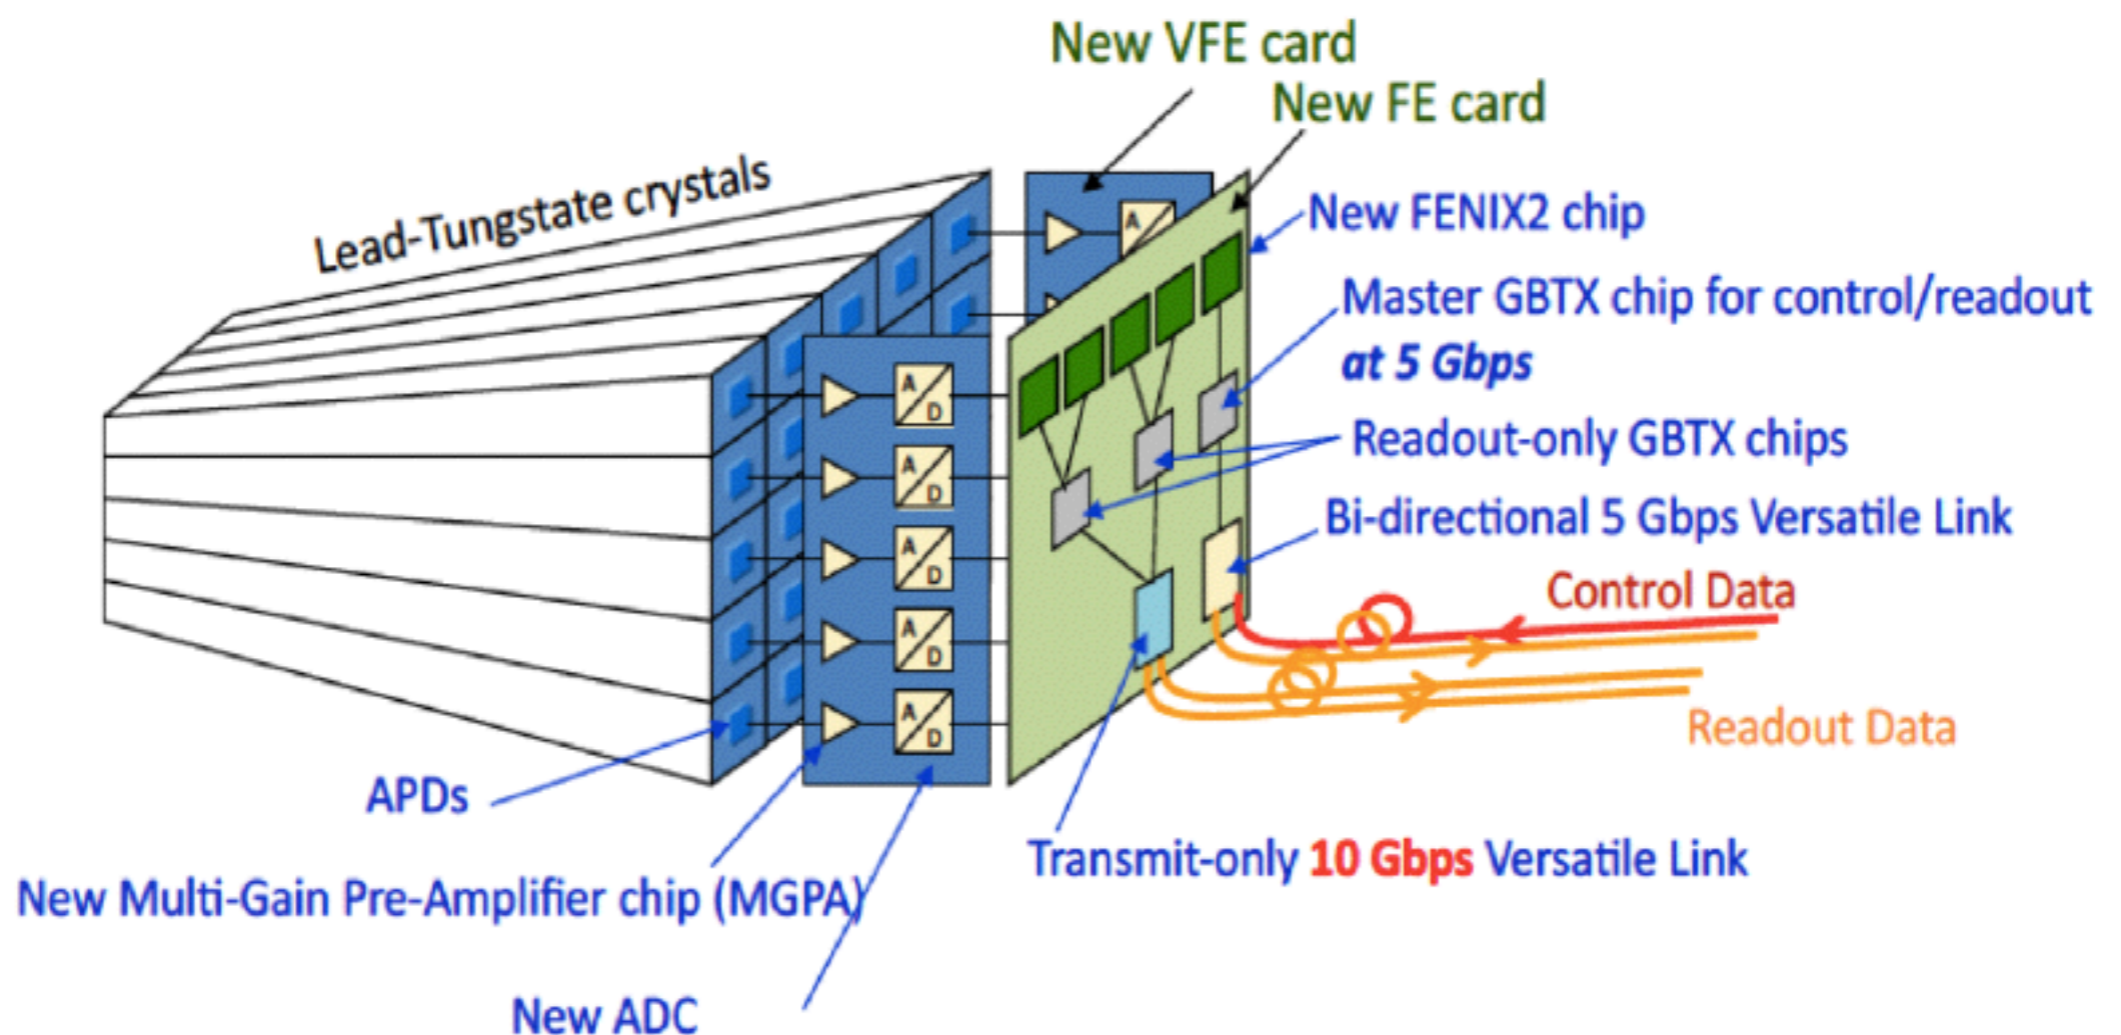 New VFE card
New FE card
Lead-Tungstate crystals
New FENIX2 chip
Master GBTX chip for control/readout
at 5 Gbps
Readout-only GBTX chips
Bi-directional 5 Gbps Versatile Link
Control Data
Readout Data
A
A
D
A
D
A
D
A
D
A
D
APDs
Transmit-only 10 Gbps Versatile Link
New Multi-Gain Pre-Amplifier chip (MGPA)
New ADC